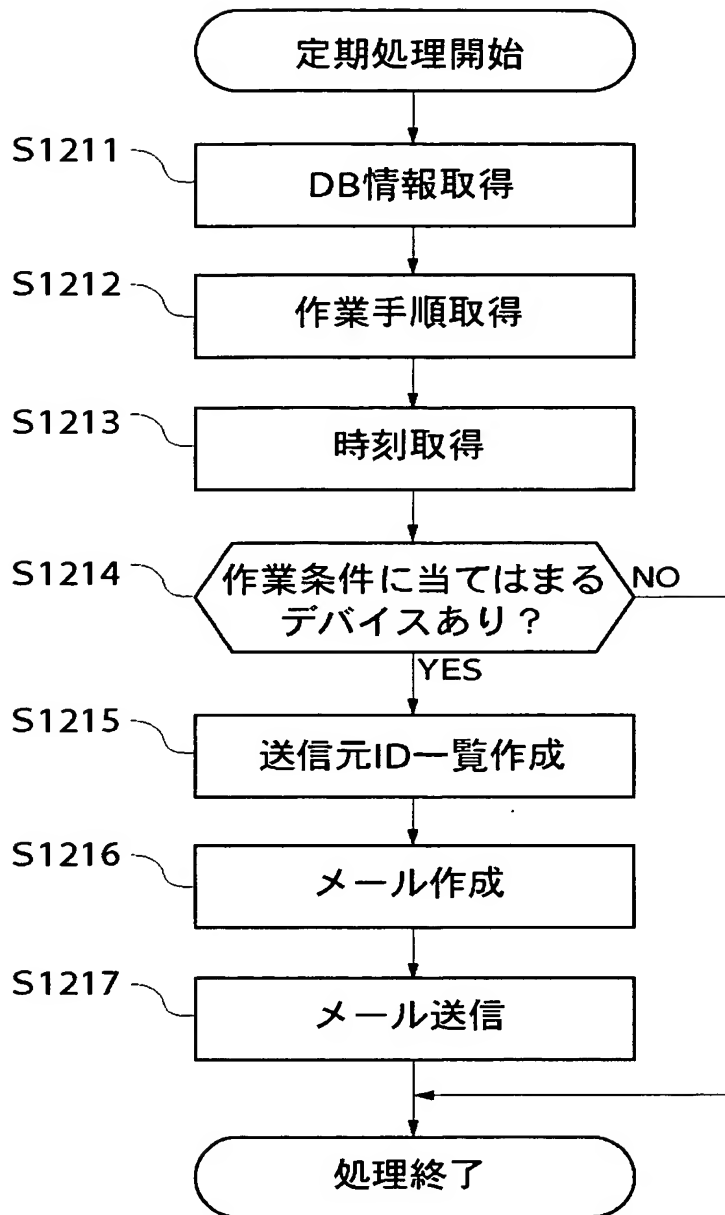 定期処理開始
S1211
DB情報取得
S1212
作業手順取得
S1213
時刻取得
S1214
作業条件に当てはまる
デバイスあり？
NO
YES
S1215
送信元ID一覧作成
S1216
メール作成
S1217
メール送信
処理終了